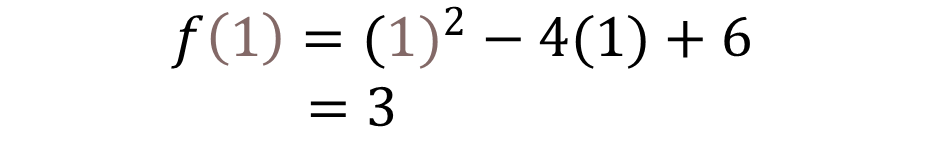 f(1) = (1)² − 4(1) + 6
= 3